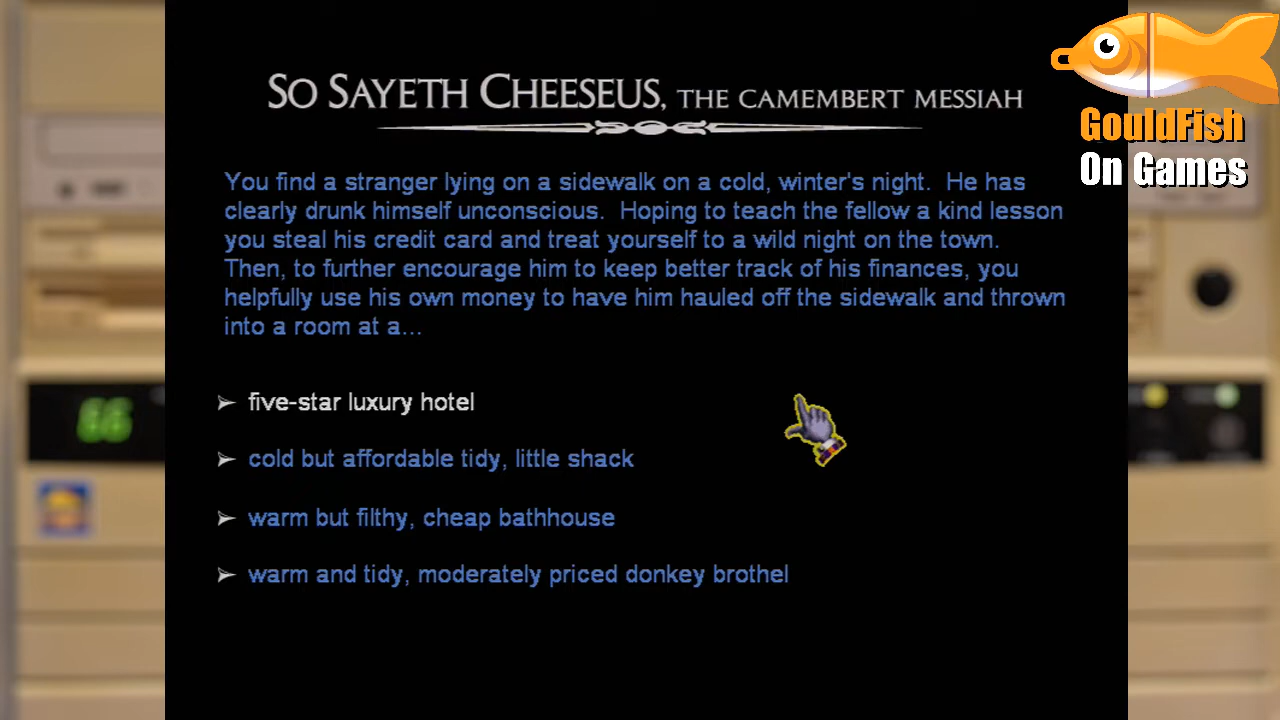 So Sayeth Cheeseus, the Camembert Messiah
GouldFish
On Games
You find a stranger lying on a sidewalk on a cold, winter's night.  He has
clearly drunk himself unconscious.  Hoping to teach the fellow a kind lesson
you steal his credit card and treat yourself to a wild night on the town.
Then, to further encourage him to keep better track of his finances, you
helpfully use his own money to have him hauled off the sidewalk and thrown
into a room at a...
➢ five-star luxury hotel
➢ cold but affordable tidy, little shack
➢ warm but filthy, cheap bathhouse
➢ warm and tidy, moderately priced donkey brothel
66